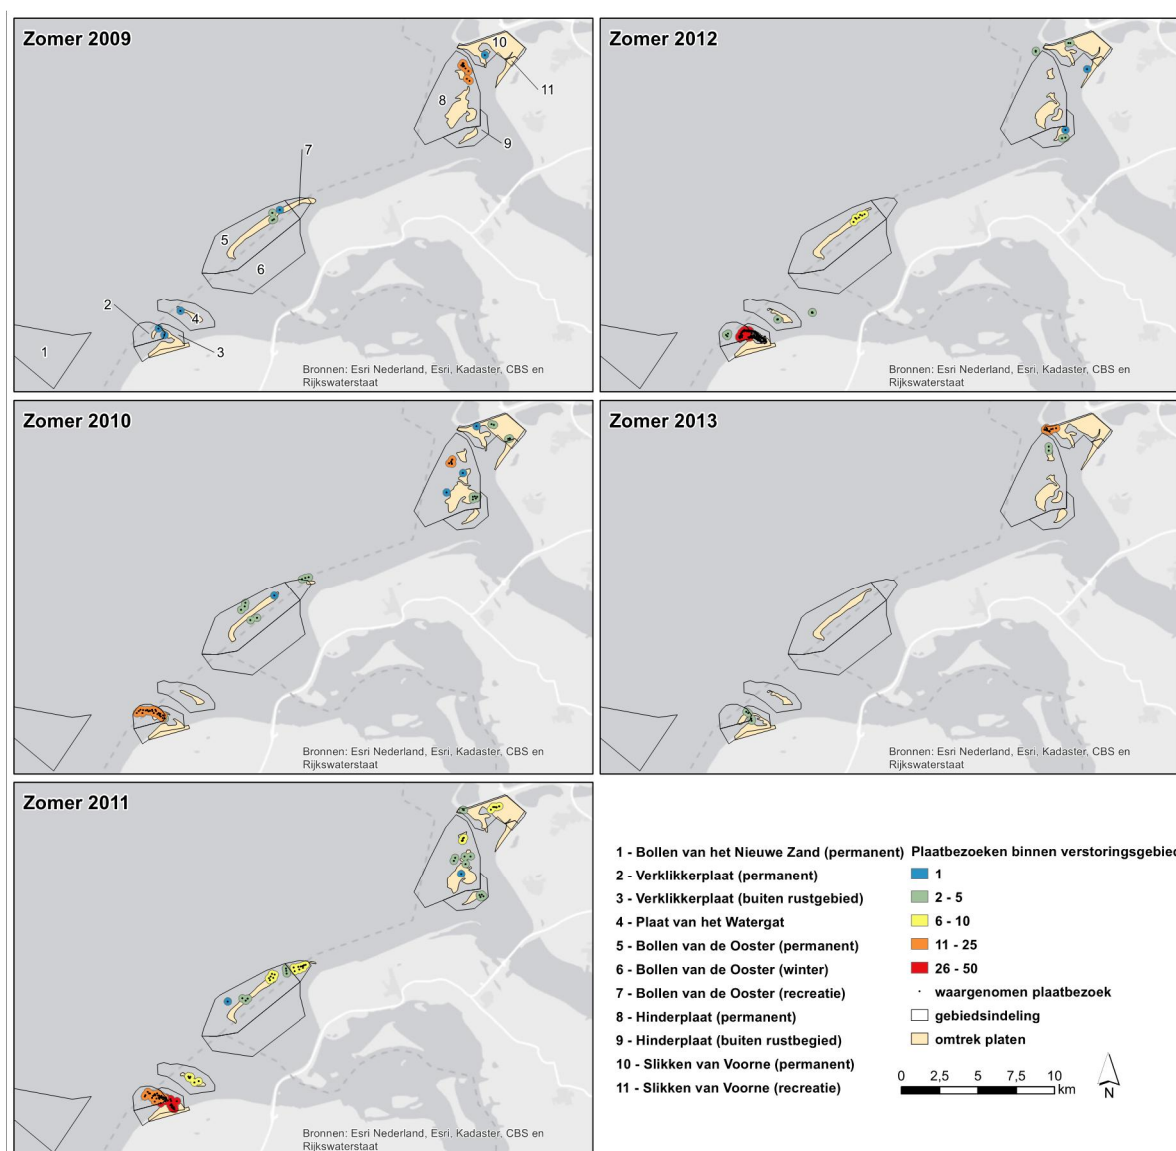 Zomer 2009
10
11
8
9
7
5
6
2
4
3
1
Bronnen: Esri Nederland, Esri, Kadaster, CBS en
Rijkswaterstaat
Zomer 2012
Bronnen: Esri Nederland, Esri, Kadaster, CBS en
Rijkswaterstaat
Zomer 2010
Bronnen: Esri Nederland, Esri, Kadaster, CBS en
Rijkswaterstaat
Zomer 2013
Bronnen: Esri Nederland, Esri, Kadaster, CBS en
Rijkswaterstaat
Zomer 2011
Bronnen: Esri Nederland, Esri, Kadaster, CBS en
Rijkswaterstaat
1 - Bollen van het Nieuwe Zand (permanent)
2 - Verklikkerplaat (permanent)
3 - Verklikkerplaat (buiten rustgebied)
4 - Plaat van het Watergat
5 - Bollen van de Ooster (permanent)
6 - Bollen van de Ooster (winter)
7 - Bollen van de Ooster (recreatie)
8 - Hinderplaat (permanent)
9 - Hinderplaat (buiten rustbegied)
10 - Slikken van Voorne (permanent)
11 - Slikken van Voorne (recreatie)
Plaatbezoeken binnen verstoringsgebied
1
2 - 5
6 - 10
11 - 25
26 - 50
waargenomen plaatbezoek
gebiedsindeling
omtrek platen
0 2,5 5 7,5 10
km
N